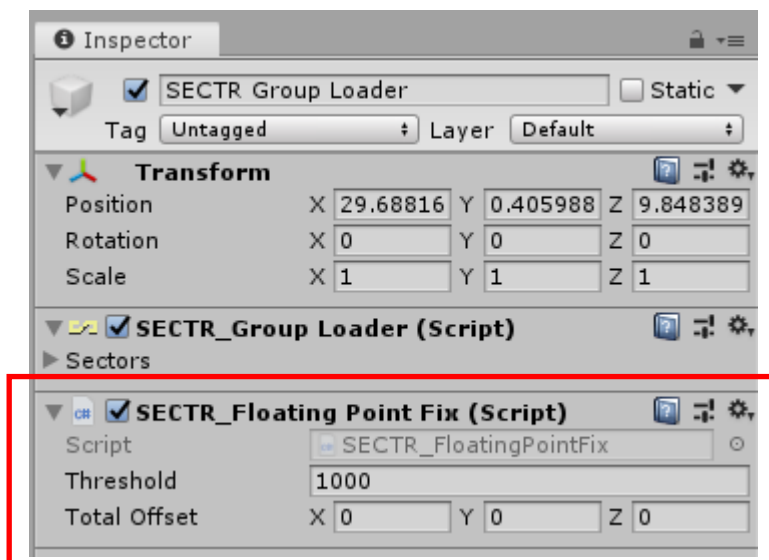 Inspector
SECTR Group Loader Static
Tag Untagged Layer Default
Transform
Position X 29.68816 Y 0.405988 Z 9.848389
Rotation X 0 Y 0 Z 0
Scale X 1 Y 1 Z 1
SECTR_Group Loader (Script)
Sectors
c# SECTR_Floating Point Fix (Script)
Script SECTR_FloatingPointFix
Threshold 1000
Total Offset X 0 Y 0 Z 0